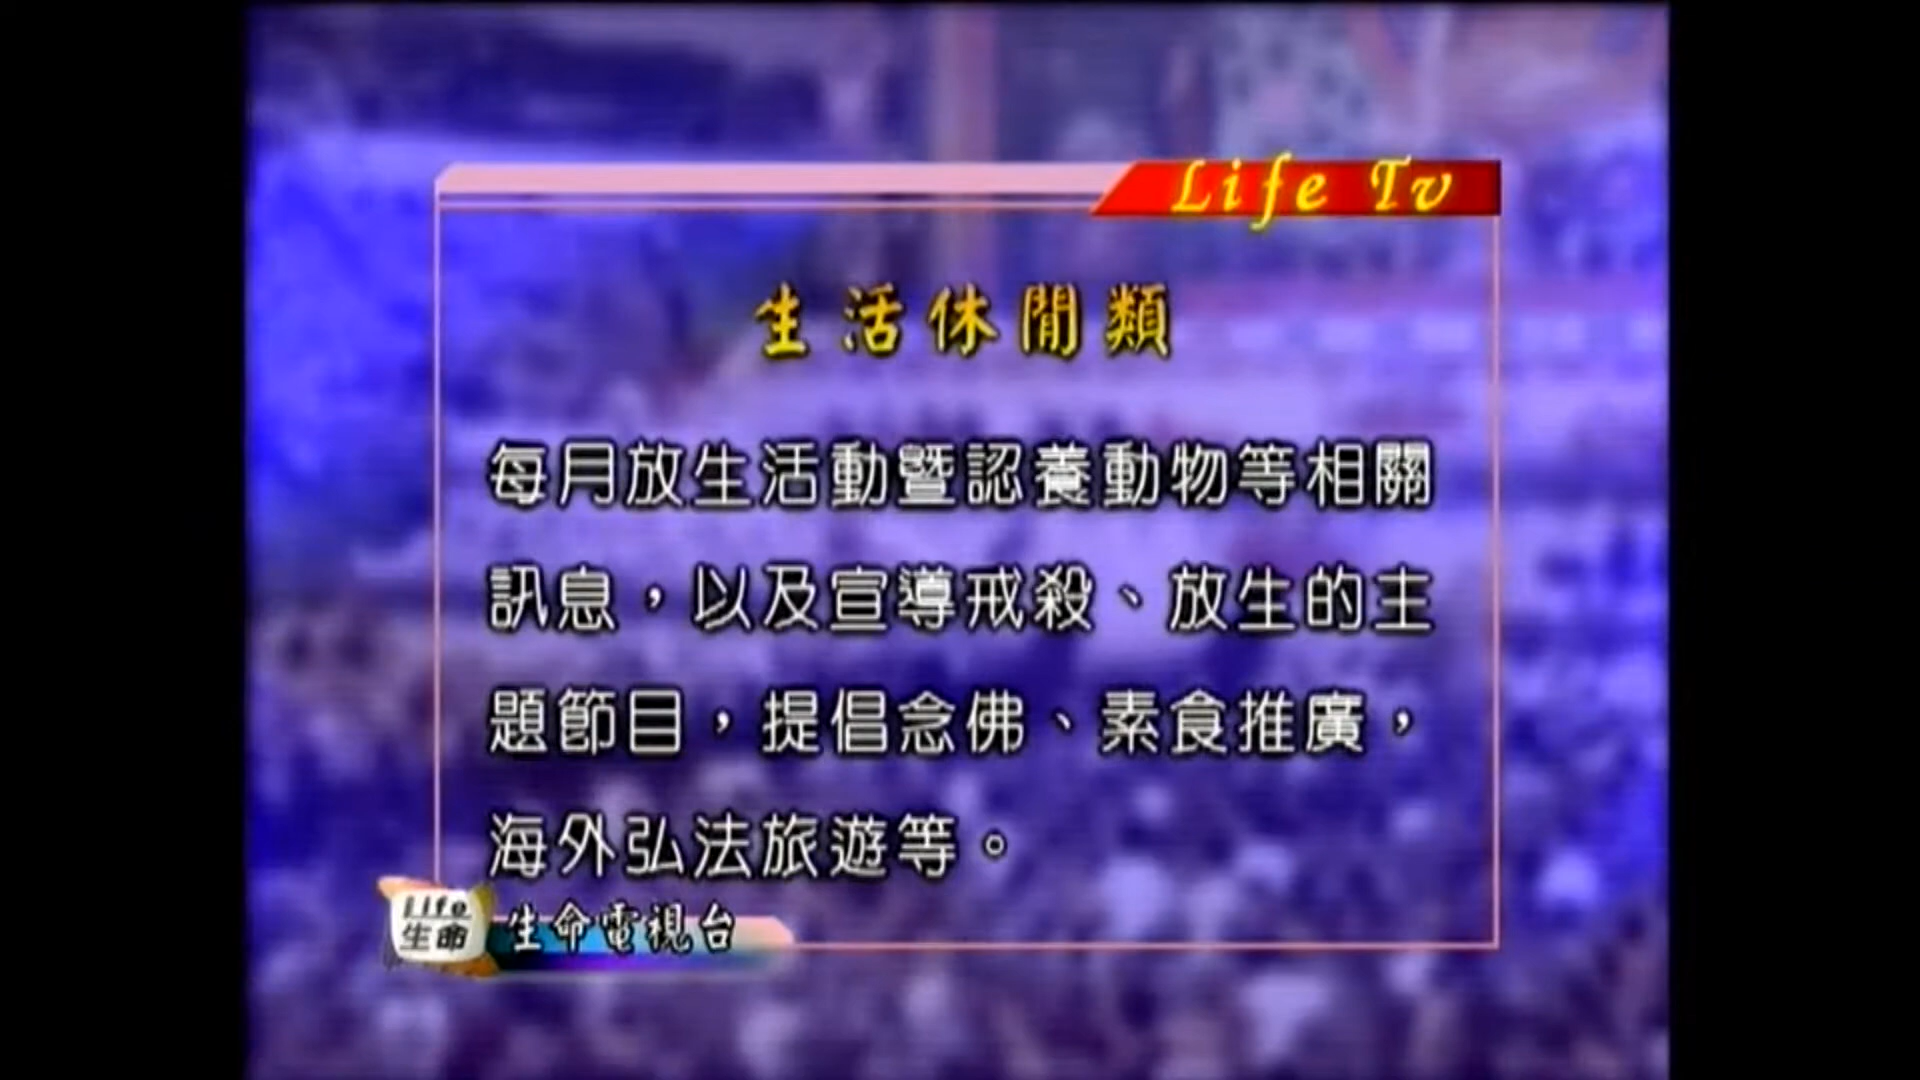 Life Tv
生活休閒類
每月放生活動暨認養動物等相關
訊息，以及宣導戒殺、放生的主
題節目，提倡念佛、素食推廣，
海外弘法旅遊等。
Life
生命
生命電視台